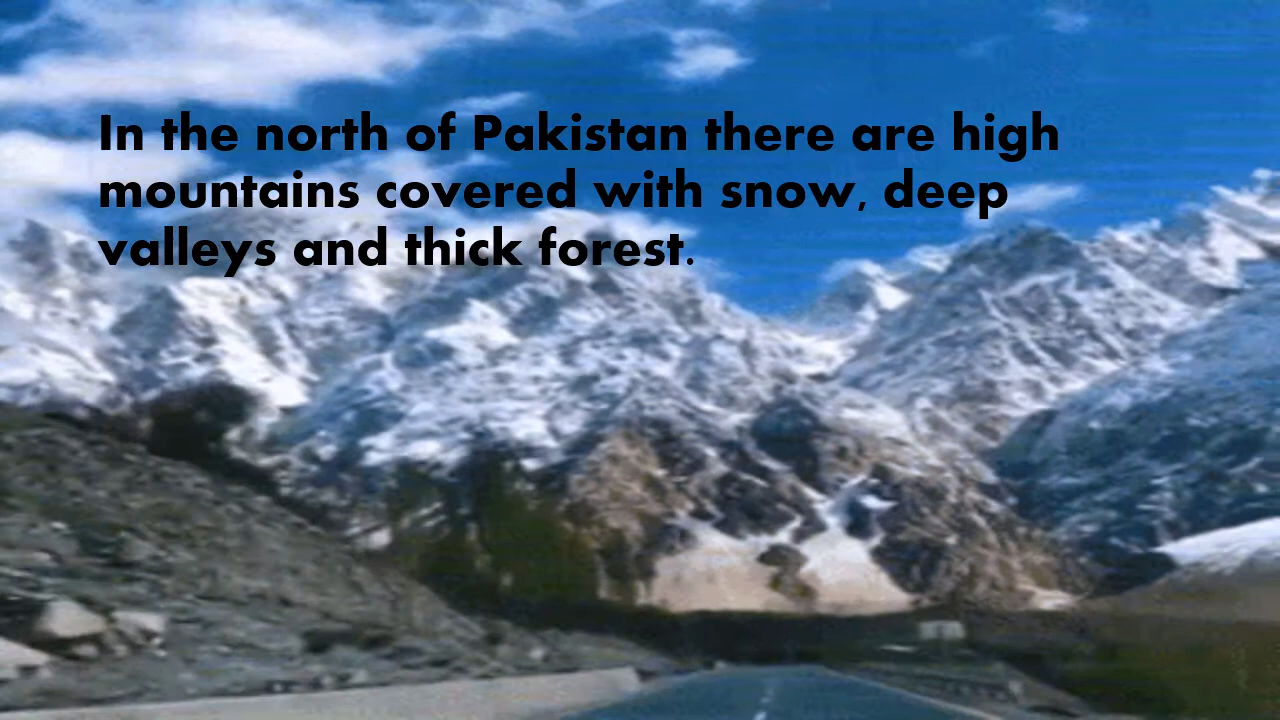 In the north of Pakistan there are high
mountains covered with snow, deep
valleys and thick forest.